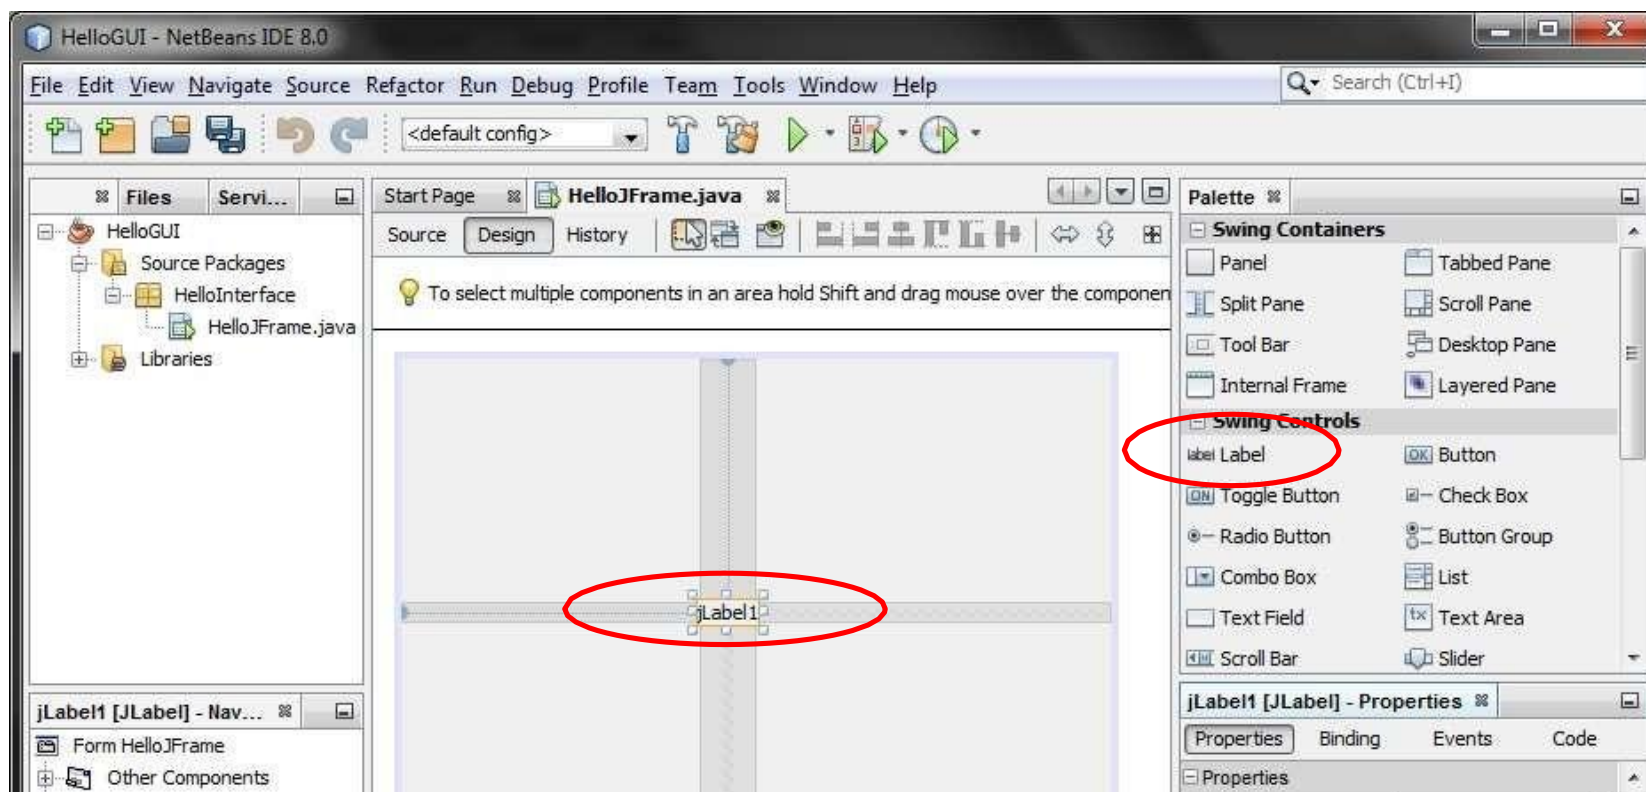 HelloGUI - NetBeans IDE 8.0
File Edit View Navigate Source Refactor Run Debug Profile Team Tools Window Help
Search (Ctrl+I)
<default config>
Files Servi...
HelloGUI
Source Packages
HelloInterface
HelloJFrame.java
Libraries
jLabel1 [JLabel] - Nav...
Form HelloJFrame
Other Components
Start Page HelloJFrame.java
Source Design History
To select multiple components in an area hold Shift and drag mouse over the componen
jLabel1
Palette
Swing Containers
Panel Tabbed Pane
Split Pane Scroll Pane
Tool Bar Desktop Pane
Internal Frame Layered Pane
Swing Controls
label Label OK Button
ON Toggle Button Check Box
Radio Button Button Group
Combo Box List
Text Field tx Text Area
Scroll Bar Slider
jLabel1 [JLabel] - Properties
Properties Binding Events Code
Properties